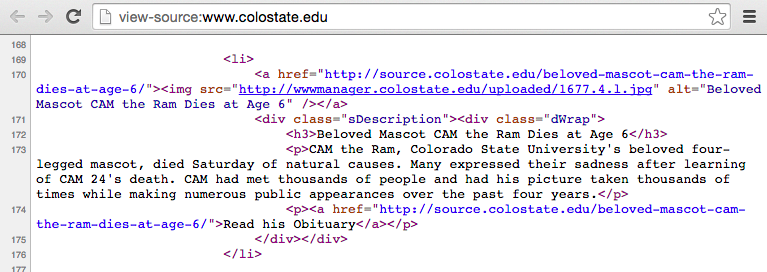 view-source:www.colostate.edu
168
169 <li>
170 <a href="http://source.colostate.edu/beloved-mascot-cam-the-ram-
dies-at-age-6/"><img src="http://wwwmanager.colostate.edu/uploaded/1677.4.l.jpg" alt="Beloved
Mascot CAM the Ram Dies at Age 6" /></a>
171 <div class="sDescription"><div class="dWrap">
172 <h3>Beloved Mascot CAM the Ram Dies at Age 6</h3>
173 <p>CAM the Ram, Colorado State University's beloved four-
legged mascot, died Saturday of natural causes. Many expressed their sadness after learning
of CAM 24's death. CAM had met thousands of people and had his picture taken thousands of
times while making numerous public appearances over the past four years.</p>
174 <p><a href="http://source.colostate.edu/beloved-mascot-cam-
the-ram-dies-at-age-6/">Read his Obituary</a></p>
175 </div></div>
176 </li>
177